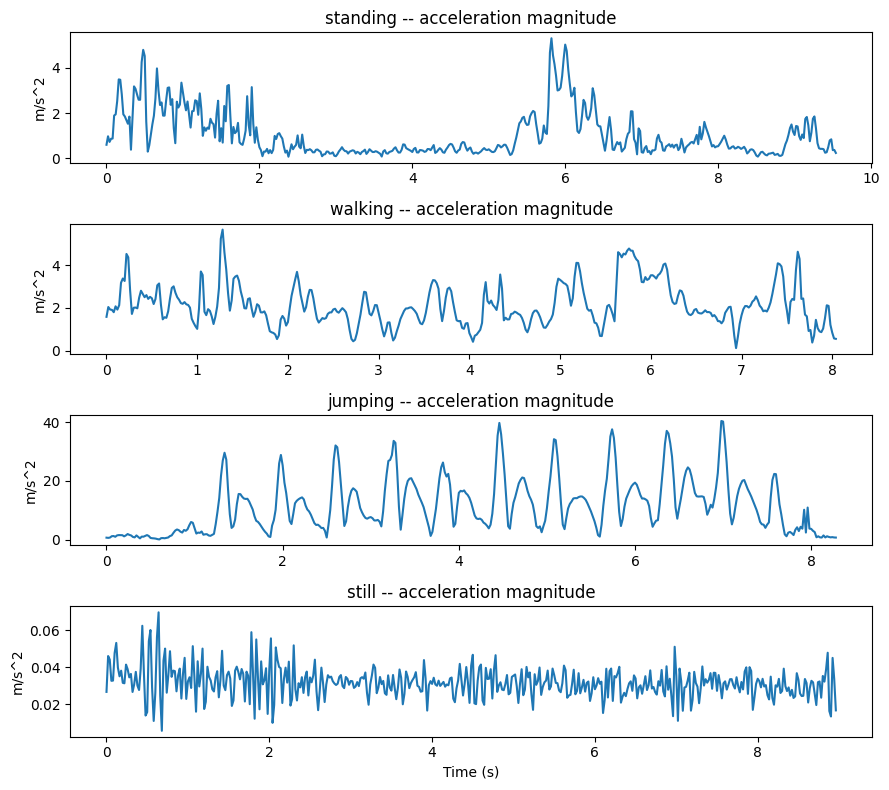 standing -- acceleration magnitude
m/s^2
4
2
0
0 2 4 6 8 10
walking -- acceleration magnitude
m/s^2
4
2
0
0 1 2 3 4 5 6 7 8
jumping -- acceleration magnitude
m/s^2
40
20
0
0 2 4 6 8
still -- acceleration magnitude
m/s^2
0.06
0.04
0.02
0 2 4 6 8
Time (s)